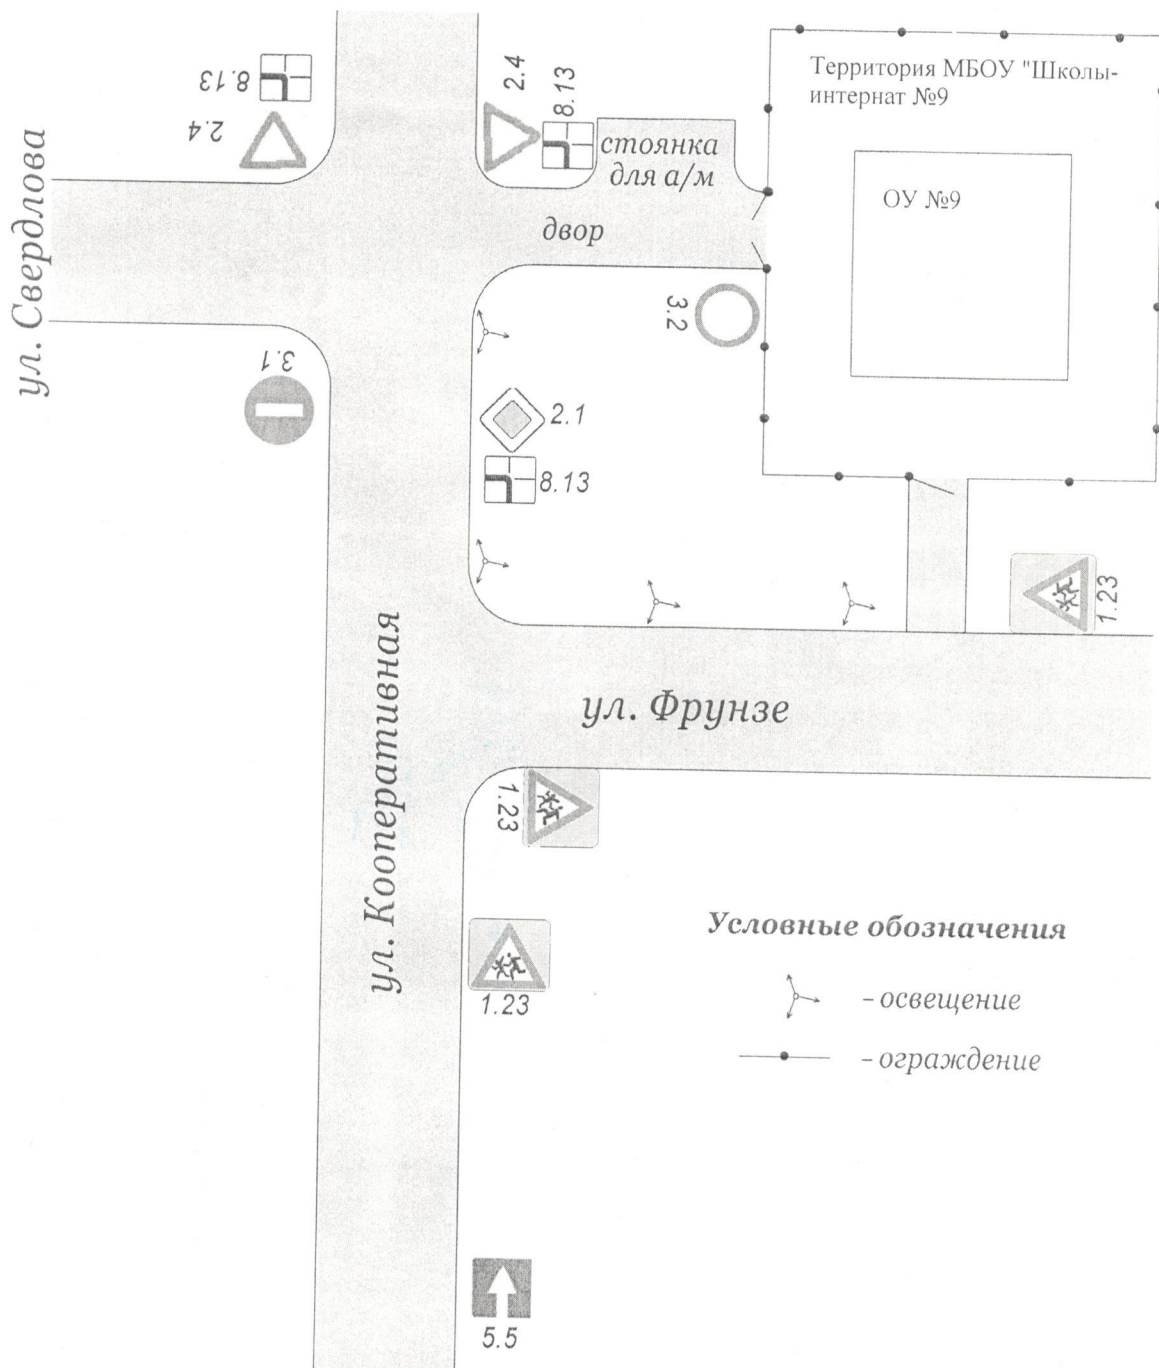 8.13
2.4
2.4
8.13
Территория МБОУ "Школы-
интернат №9
ОУ №9
стоянка
для а/м
двор
ул. Свердлова
3.2
3.1
2.1
8.13
1.23
ул. Фрунзе
ул. Кооперативная
1.23
1.23
Условные обозначения
- освещение
- ограждение
5.5